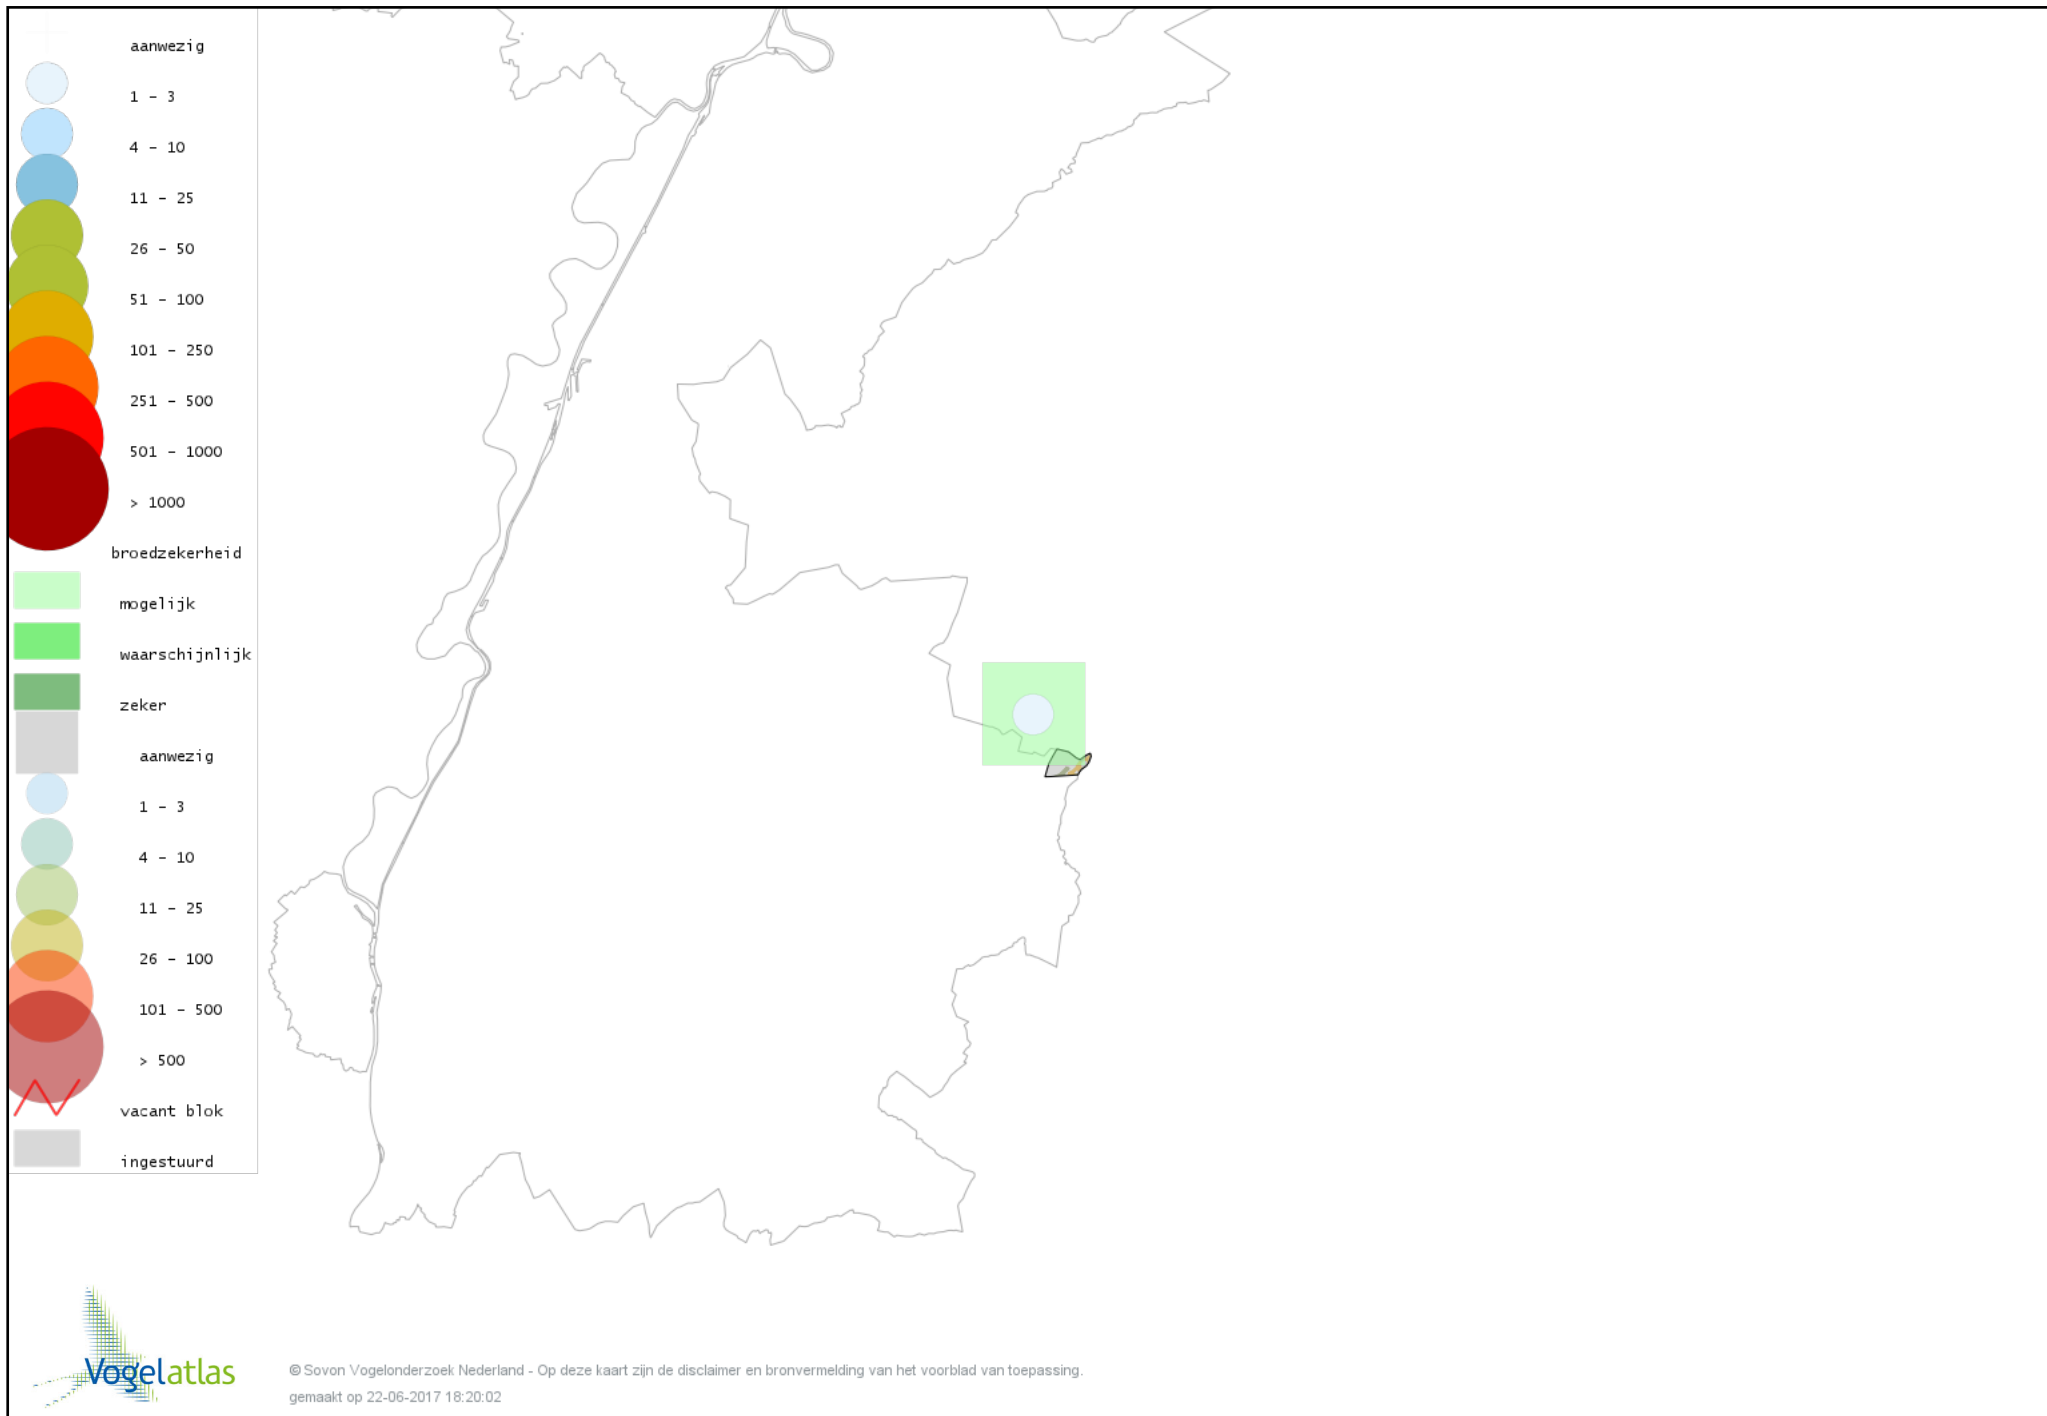 aanwezig
1 - 3
4 - 10
11 - 25
26 - 50
51 - 100
101 - 250
251 - 500
501 - 1000
> 1000
broedzekerheid
mogelijk
waarschijnlijk
zeker
aanwezig
1 - 3
4 - 10
11 - 25
26 - 100
101 - 500
> 500
vacant blok
ingestuurd
Vogelatlas
© Sovon Vogelonderzoek Nederland - Op deze kaart zijn de disclaimer en bronvermelding van het voorblad van toepassing.
gemaakt op 22-06-2017 18:20:02